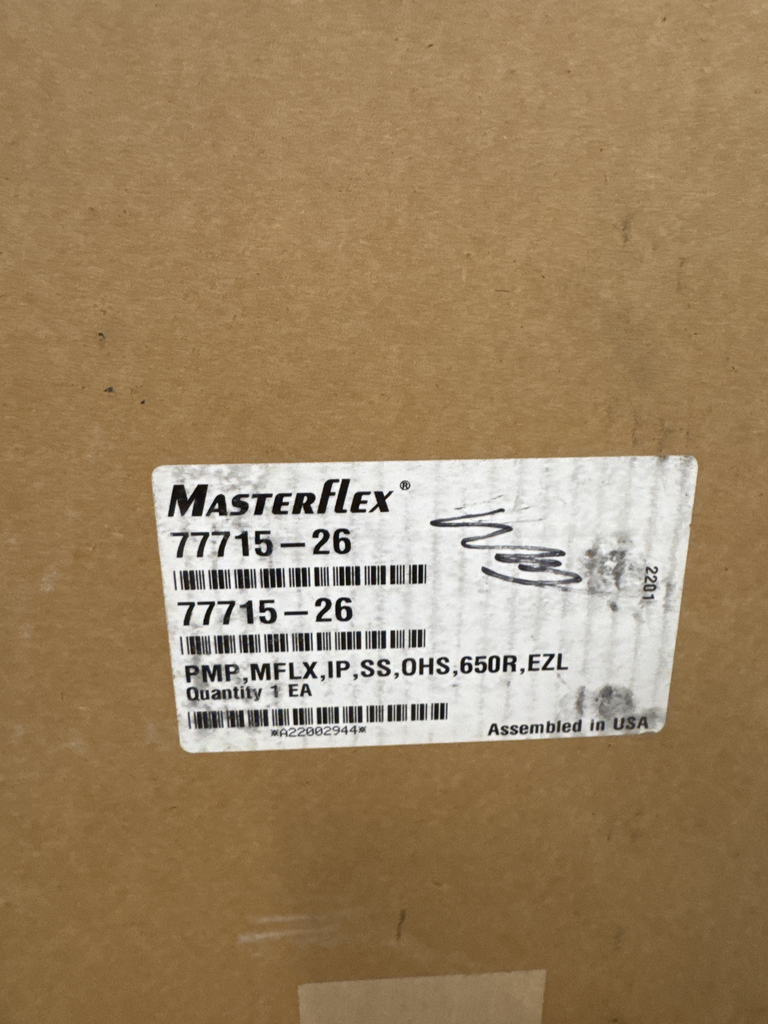 MASTERFLEX®
77715-26
77715-26
PMP,MFLX,IP,SS,OHS,650R,EZL
Quantity 1 EA
*A22002944*
Assembled in USA
2201